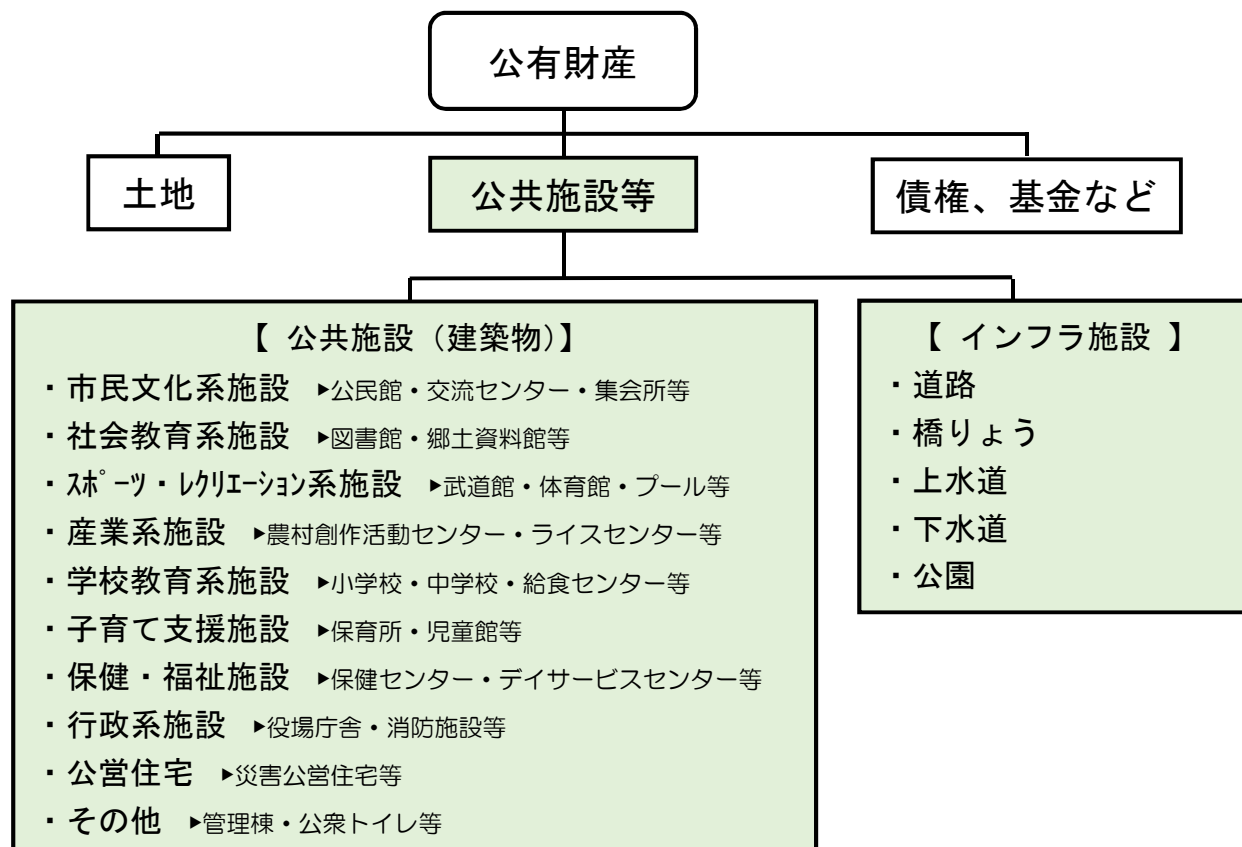 公有財産
土地
公共施設等
債権、基金など
【 公共施設（建築物）】
・市民文化系施設 ▶公民館・交流センター・集会所等
・社会教育系施設 ▶図書館・郷土資料館等
・ｽﾎﾟｰﾂ・ﾚｸﾘｴｰｼｮﾝ系施設 ▶武道館・体育館・プール等
・産業系施設 ▶農村創作活動センター・ライスセンター等
・学校教育系施設 ▶小学校・中学校・給食センター等
・子育て支援施設 ▶保育所・児童館等
・保健・福祉施設 ▶保健センター・デイサービスセンター等
・行政系施設 ▶役場庁舎・消防施設等
・公営住宅 ▶災害公営住宅等
・その他 ▶管理棟・公衆トイレ等
【 インフラ施設 】
・道路
・橋りょう
・上水道
・下水道
・公園